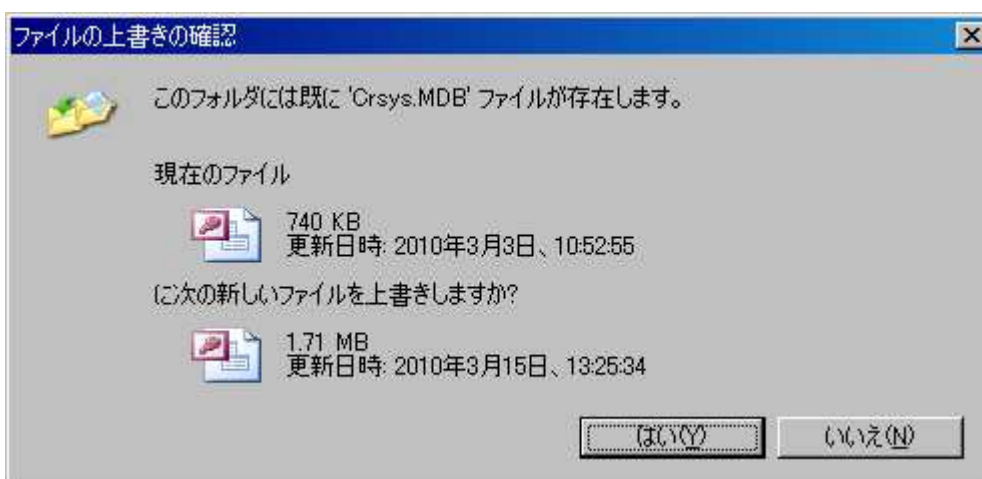 ファイルの上書きの確認
このフォルダには既に 'Crsys.MDB' ファイルが存在します。
現在のファイル
740 KB
更新日時: 2010年3月3日、10:52:55
に次の新しいファイルを上書きしますか?
1.71 MB
更新日時: 2010年3月15日、13:25:34
はい(Y) いいえ(N)